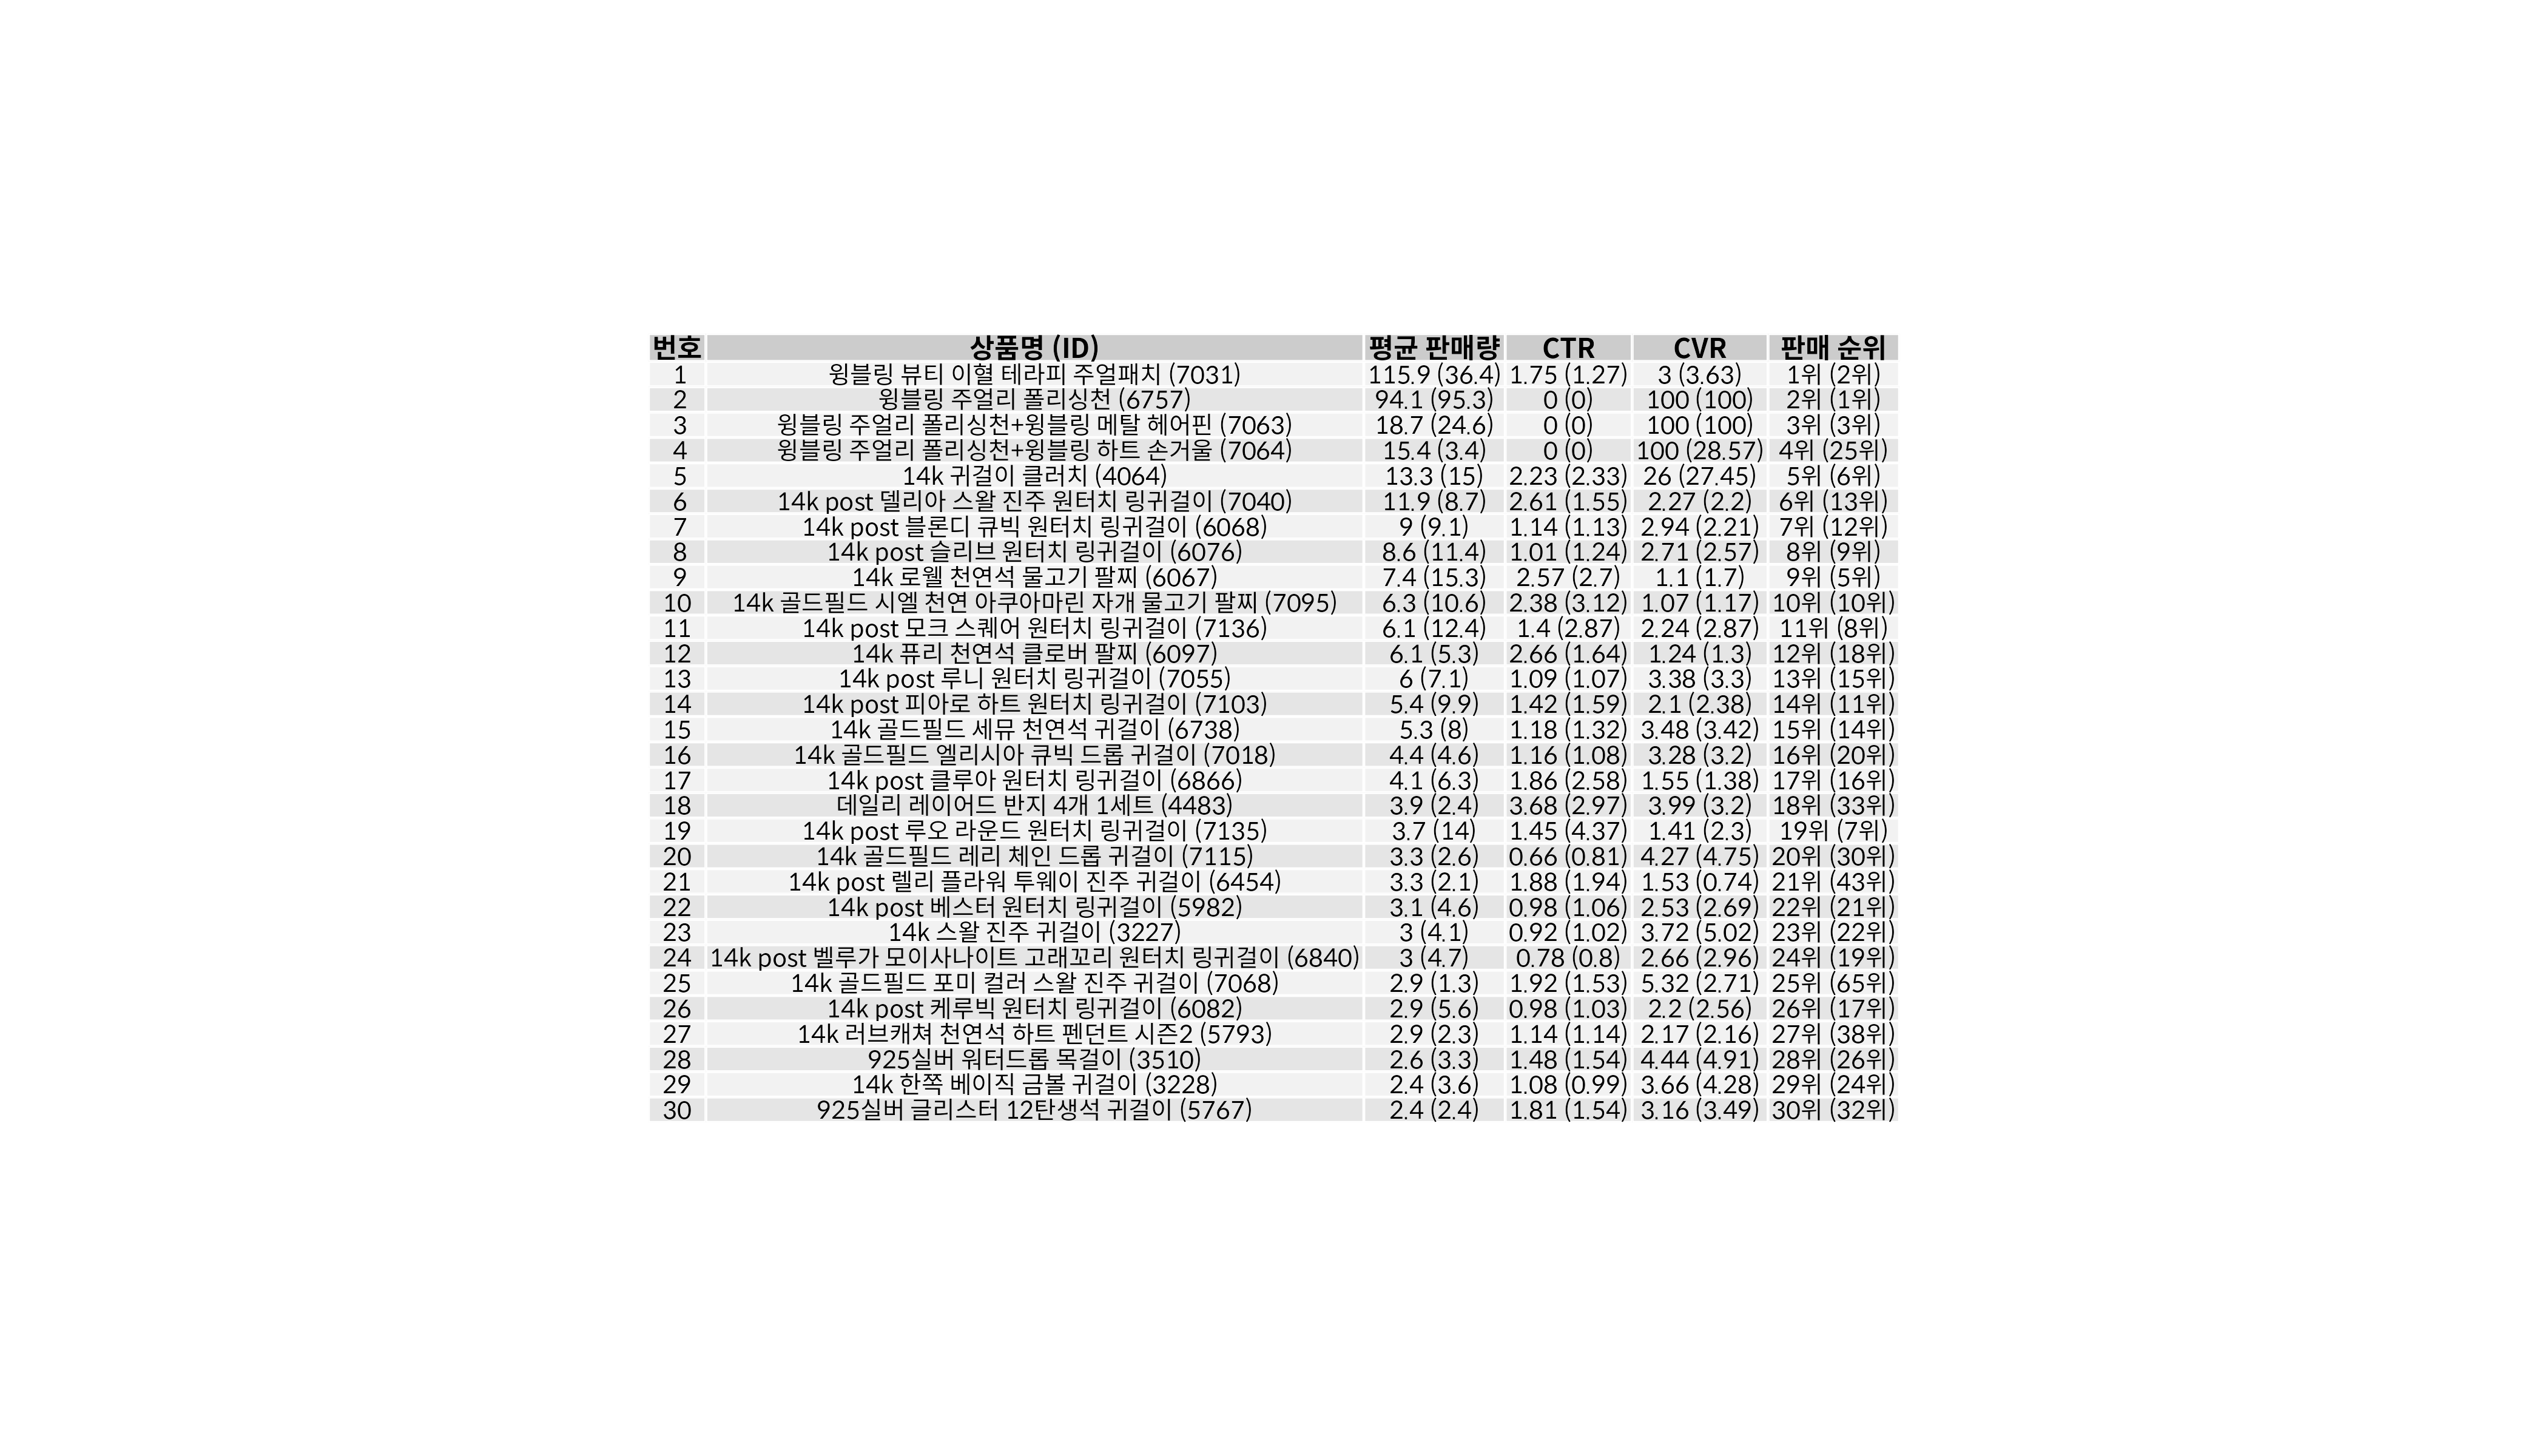 번호 상품명 (ID) 평균 판매량 CTR CVR 판매 순위
1 윙블링 뷰티 이혈 테라피 주얼패치 (7031) 115.9 (36.4) 1.75 (1.27) 3 (3.63) 1위 (2위)
2 윙블링 주얼리 폴리싱천 (6757) 94.1 (95.3) 0 (0) 100 (100) 2위 (1위)
3 윙블링 주얼리 폴리싱천+윙블링 메탈 헤어핀 (7063) 18.7 (24.6) 0 (0) 100 (100) 3위 (3위)
4 윙블링 주얼리 폴리싱천+윙블링 하트 손거울 (7064) 15.4 (3.4) 0 (0) 100 (28.57) 4위 (25위)
5 14k 귀걸이 클러치 (4064) 13.3 (15) 2.23 (2.33) 26 (27.45) 5위 (6위)
6 14k post 델리아 스왈 진주 원터치 링귀걸이 (7040) 11.9 (8.7) 2.61 (1.55) 2.27 (2.2) 6위 (13위)
7 14k post 블론디 큐빅 원터치 링귀걸이 (6068) 9 (9.1) 1.14 (1.13) 2.94 (2.21) 7위 (12위)
8 14k post 슬리브 원터치 링귀걸이 (6076) 8.6 (11.4) 1.01 (1.24) 2.71 (2.57) 8위 (9위)
9 14k 로웰 천연석 물고기 팔찌 (6067) 7.4 (15.3) 2.57 (2.7) 1.1 (1.7) 9위 (5위)
10 14k 골드필드 시엘 천연 아쿠아마린 자개 물고기 팔찌 (7095) 6.3 (10.6) 2.38 (3.12) 1.07 (1.17) 10위 (10위)
11 14k post 모크 스퀘어 원터치 링귀걸이 (7136) 6.1 (12.4) 1.4 (2.87) 2.24 (2.87) 11위 (8위)
12 14k 퓨리 천연석 클로버 팔찌 (6097) 6.1 (5.3) 2.66 (1.64) 1.24 (1.3) 12위 (18위)
13 14k post 루니 원터치 링귀걸이 (7055) 6 (7.1) 1.09 (1.07) 3.38 (3.3) 13위 (15위)
14 14k post 피아로 하트 원터치 링귀걸이 (7103) 5.4 (9.9) 1.42 (1.59) 2.1 (2.38) 14위 (11위)
15 14k 골드필드 세뮤 천연석 귀걸이 (6738) 5.3 (8) 1.18 (1.32) 3.48 (3.42) 15위 (14위)
16 14k 골드필드 엘리시아 큐빅 드롭 귀걸이 (7018) 4.4 (4.6) 1.16 (1.08) 3.28 (3.2) 16위 (20위)
17 14k post 클루아 원터치 링귀걸이 (6866) 4.1 (6.3) 1.86 (2.58) 1.55 (1.38) 17위 (16위)
18 데일리 레이어드 반지 4개 1세트 (4483) 3.9 (2.4) 3.68 (2.97) 3.99 (3.2) 18위 (33위)
19 14k post 루오 라운드 원터치 링귀걸이 (7135) 3.7 (14) 1.45 (4.37) 1.41 (2.3) 19위 (7위)
20 14k 골드필드 레리 체인 드롭 귀걸이 (7115) 3.3 (2.6) 0.66 (0.81) 4.27 (4.75) 20위 (30위)
21 14k post 렐리 플라워 투웨이 진주 귀걸이 (6454) 3.3 (2.1) 1.88 (1.94) 1.53 (0.74) 21위 (43위)
22 14k post 베스터 원터치 링귀걸이 (5982) 3.1 (4.6) 0.98 (1.06) 2.53 (2.69) 22위 (21위)
23 14k 스왈 진주 귀걸이 (3227) 3 (4.1) 0.92 (1.02) 3.72 (5.02) 23위 (22위)
24 14k post 벨루가 모이사나이트 고래꼬리 원터치 링귀걸이 (6840) 3 (4.7) 0.78 (0.8) 2.66 (2.96) 24위 (19위)
25 14k 골드필드 포미 컬러 스왈 진주 귀걸이 (7068) 2.9 (1.3) 1.92 (1.53) 5.32 (2.71) 25위 (65위)
26 14k post 케루빅 원터치 링귀걸이 (6082) 2.9 (5.6) 0.98 (1.03) 2.2 (2.56) 26위 (17위)
27 14k 러브캐쳐 천연석 하트 펜던트 시즌2 (5793) 2.9 (2.3) 1.14 (1.14) 2.17 (2.16) 27위 (38위)
28 925실버 워터드롭 목걸이 (3510) 2.6 (3.3) 1.48 (1.54) 4.44 (4.91) 28위 (26위)
29 14k 한쪽 베이직 금볼 귀걸이 (3228) 2.4 (3.6) 1.08 (0.99) 3.66 (4.28) 29위 (24위)
30 925실버 글리스터 12탄생석 귀걸이 (5767) 2.4 (2.4) 1.81 (1.54) 3.16 (3.49) 30위 (32위)